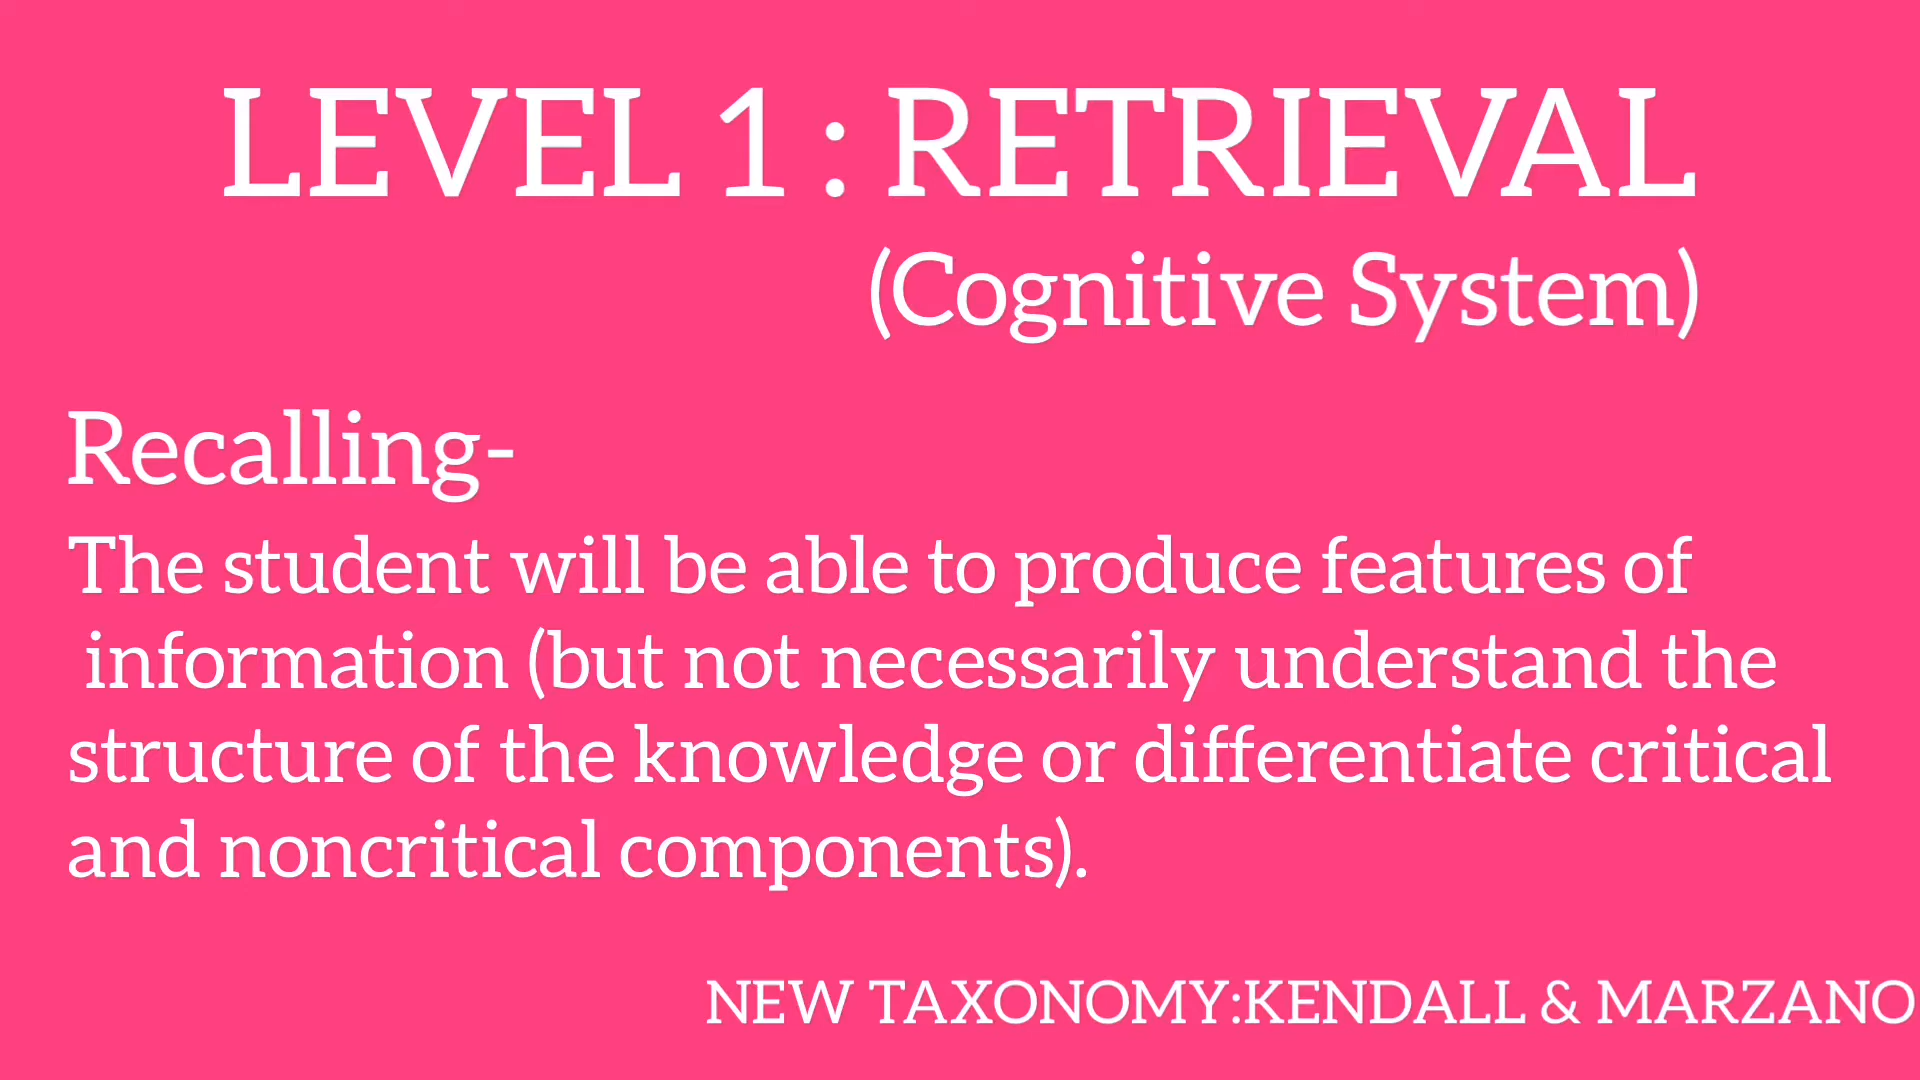 LEVEL 1 : RETRIEVAL
(Cognitive System)
Recalling-
The student will be able to produce features of
information (but not necessarily understand the
structure of the knowledge or differentiate critical
and noncritical components).
NEW TAXONOMY:KENDALL & MARZANO